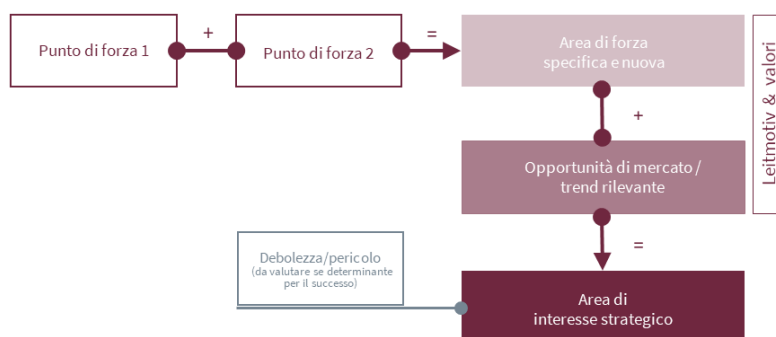 Punto di forza 1
+
Punto di forza 2
=
Area di forza
specifica e nuova
+
Opportunità di mercato /
trend rilevante
=
Area di
interesse strategico
Debolezza/pericolo
(da valutare se determinante
per il successo)
Leitmotiv & valori